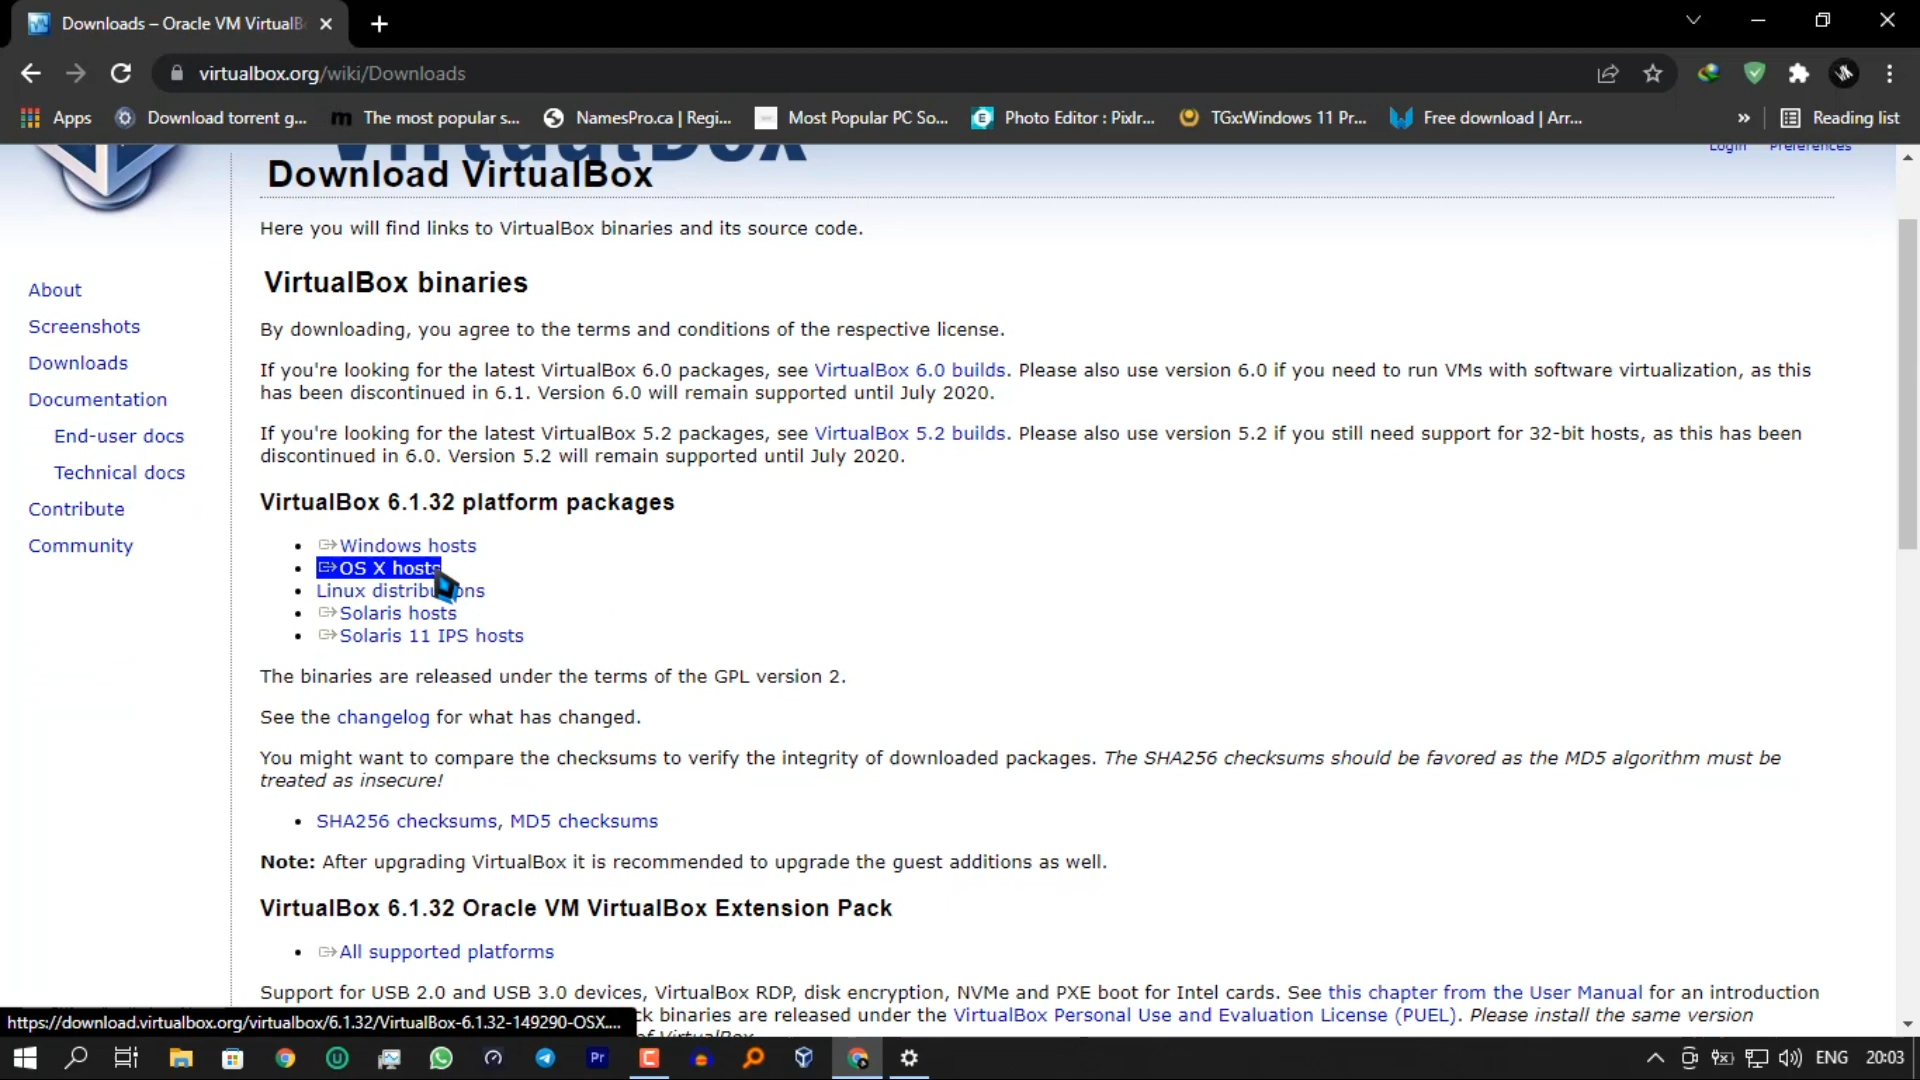 Downloads – Oracle VM VirtualB
virtualbox.org/wiki/Downloads
Apps Download torrent g... The most popular s... NamesPro.ca | Regi... Most Popular PC So... Photo Editor : Pixlr... TGx:Windows 11 Pr... Free download | Arr... » Reading list
VirtualBox
Login Preferences
Download VirtualBox
Here you will find links to VirtualBox binaries and its source code.
VirtualBox binaries
By downloading, you agree to the terms and conditions of the respective license.
If you're looking for the latest VirtualBox 6.0 packages, see VirtualBox 6.0 builds. Please also use version 6.0 if you need to run VMs with software virtualization, as this
has been discontinued in 6.1. Version 6.0 will remain supported until July 2020.
If you're looking for the latest VirtualBox 5.2 packages, see VirtualBox 5.2 builds. Please also use version 5.2 if you still need support for 32-bit hosts, as this has been
discontinued in 6.0. Version 5.2 will remain supported until July 2020.
About
Screenshots
Downloads
Documentation
End-user docs
Technical docs
Contribute
Community
VirtualBox 6.1.32 platform packages
• Windows hosts
• OS X hosts
• Linux distributions
• Solaris hosts
• Solaris 11 IPS hosts
The binaries are released under the terms of the GPL version 2.
See the changelog for what has changed.
You might want to compare the checksums to verify the integrity of downloaded packages. The SHA256 checksums should be favored as the MD5 algorithm must be
treated as insecure!
• SHA256 checksums, MD5 checksums
Note: After upgrading VirtualBox it is recommended to upgrade the guest additions as well.
VirtualBox 6.1.32 Oracle VM VirtualBox Extension Pack
• All supported platforms
Support for USB 2.0 and USB 3.0 devices, VirtualBox RDP, disk encryption, NVMe and PXE boot for Intel cards. See this chapter from the User Manual for an introduction
ck binaries are released under the VirtualBox Personal Use and Evaluation License (PUEL). Please install the same version
of VirtualBox
https://download.virtualbox.org/virtualbox/6.1.32/VirtualBox-6.1.32-149290-OSX....
Pr
ENG 20:03